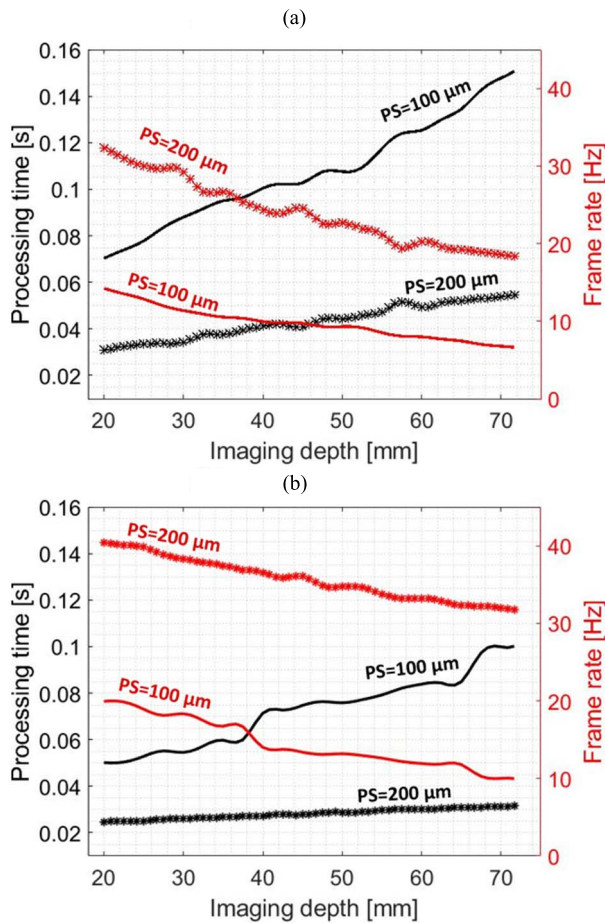 (a)
0.16
0.14
0.12
0.1
0.08
0.06
0.04
0.02
Processing time [s]
40
30
20
10
0
Frame rate [Hz]
PS=100 µm
PS=200 µm
PS=100 µm
PS=200 µm
20 30 40 50 60 70
Imaging depth [mm]
(b)
0.16
0.14
0.12
0.1
0.08
0.06
0.04
0.02
Processing time [s]
40
30
20
10
0
Frame rate [Hz]
PS=200 µm
PS=100 µm
PS=100 µm
PS=200 µm
20 30 40 50 60 70
Imaging depth [mm]